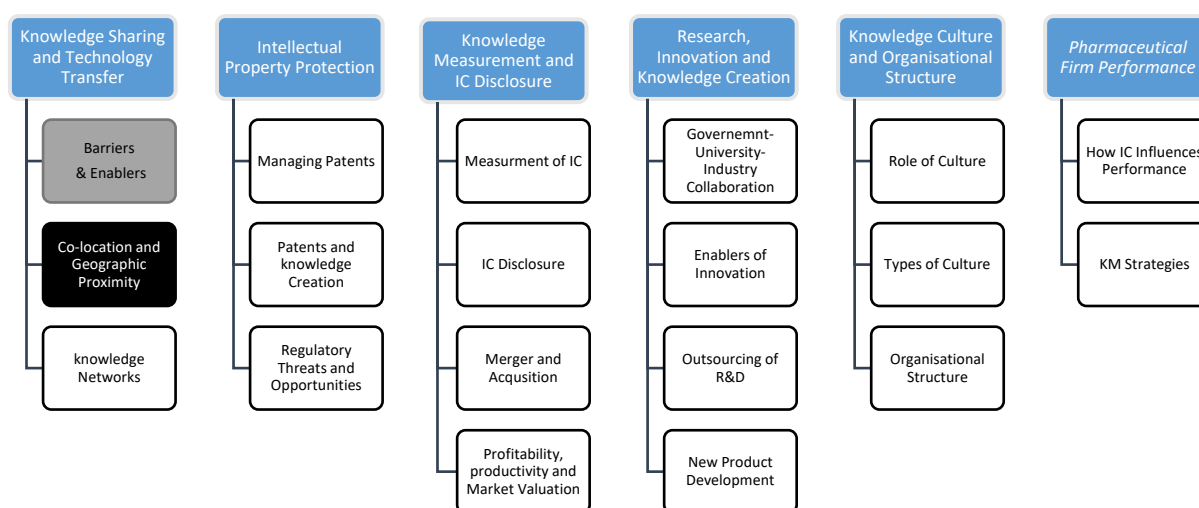 Knowledge Sharing
and Technology
Transfer
Barriers
& Enablers
Co-location and
Geographic
Proximity
knowledge
Networks
Intellectual
Property Protection
Managing Patents
Patents and
knowledge
Creation
Regulatory
Threats and
Opportunities
Knowledge
Measurement and
IC Disclosure
Measurment of IC
IC Disclosure
Merger and
Acqusition
Profitability,
productivity and
Market Valuation
Research,
Innovation and
Knowledge Creation
Governemnt-
University-
Industry
Collaboration
Enablers of
Innovation
Outsourcing of
R&D
New Product
Development
Knowledge Culture
and Organisational
Structure
Role of Culture
Types of Culture
Organisational
Structure
Pharmaceutical
Firm Performance
How IC Influences
Performance
KM Strategies